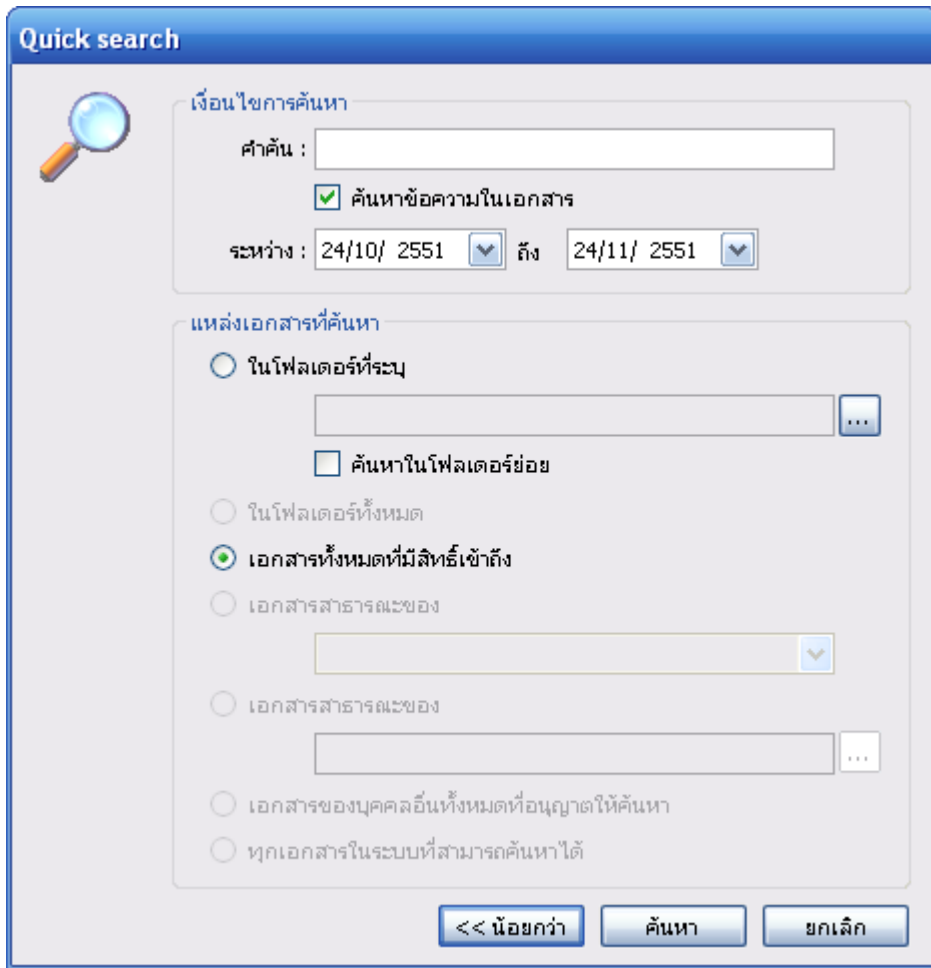 Quick search
เงื่อนไขการค้นหา
คำค้น :
ค้นหาข้อความในเอกสาร
ระหว่าง : 24/10/ 2551 ถึง 24/11/ 2551
แหล่งเอกสารที่ค้นหา
ในโฟลเดอร์ที่ระบุ
...
ค้นหาในโฟลเดอร์ย่อย
ในโฟลเดอร์ทั้งหมด
เอกสารทั้งหมดที่มีสิทธิ์เข้าถึง
เอกสารสาธารณะของ
เอกสารสาธารณะของ
...
เอกสารของบุคคลอื่นทั้งหมดที่อนุญาตให้ค้นหา
ทุกเอกสารในระบบที่สามารถค้นหาได้
<< น้อยกว่า ค้นหา ยกเลิก